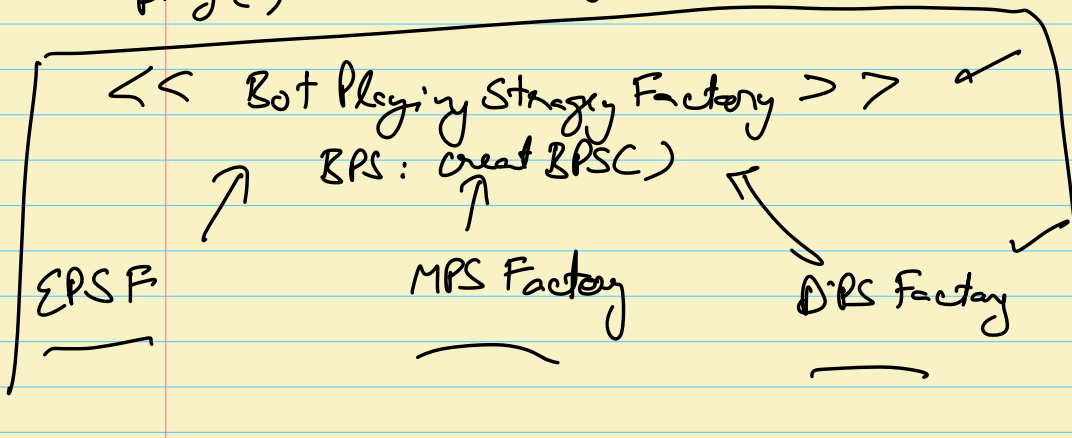 << Bot Playing Stragey Factory >>
BPS : creat BPS()
EPSF MPS Factory DPS Factory